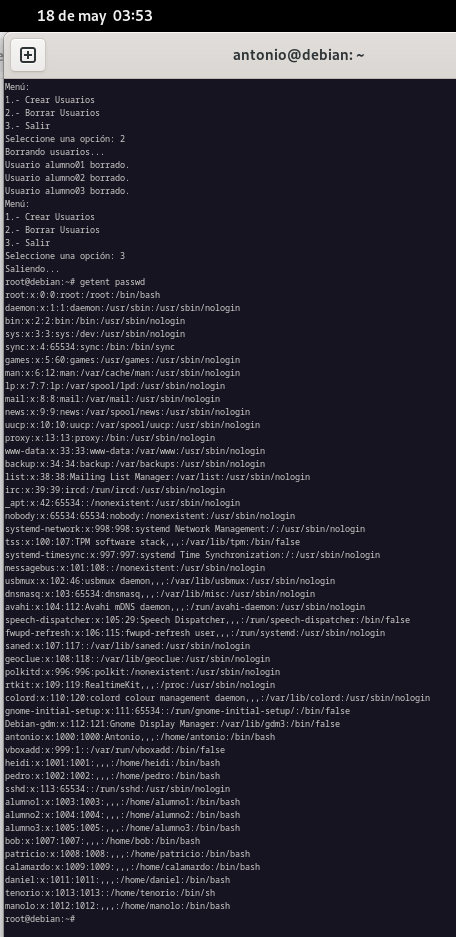 18 de may 03:53
antonio@debian: ~
Menú:
1.- Crear Usuarios
2.- Borrar Usuarios
3.- Salir
Seleccione una opción: 2
Borrando usuarios...
Usuario alumno01 borrado.
Usuario alumno02 borrado.
Usuario alumno03 borrado.
Menú:
1.- Crear Usuarios
2.- Borrar Usuarios
3.- Salir
Seleccione una opción: 3
Saliendo...
root@debian:~# getent passwd
root:x:0:0:root:/root:/bin/bash
daemon:x:1:1:daemon:/usr/sbin:/usr/sbin/nologin
bin:x:2:2:bin:/bin:/usr/sbin/nologin
sys:x:3:3:sys:/dev:/usr/sbin/nologin
sync:x:4:65534:sync:/bin:/bin/sync
games:x:5:60:games:/usr/games:/usr/sbin/nologin
man:x:6:12:man:/var/cache/man:/usr/sbin/nologin
lp:x:7:7:lp:/var/spool/lpd:/usr/sbin/nologin
mail:x:8:8:mail:/var/mail:/usr/sbin/nologin
news:x:9:9:news:/var/spool/news:/usr/sbin/nologin
uucp:x:10:10:uucp:/var/spool/uucp:/usr/sbin/nologin
proxy:x:13:13:proxy:/bin:/usr/sbin/nologin
www-data:x:33:33:www-data:/var/www:/usr/sbin/nologin
backup:x:34:34:backup:/var/backups:/usr/sbin/nologin
list:x:38:38:Mailing List Manager:/var/list:/usr/sbin/nologin
irc:x:39:39:ircd:/run/ircd:/usr/sbin/nologin
_apt:x:42:65534::/nonexistent:/usr/sbin/nologin
nobody:x:65534:65534:nobody:/nonexistent:/usr/sbin/nologin
systemd-network:x:998:998:systemd Network Management:/:/usr/sbin/nologin
tss:x:100:107:TPM software stack,,,:/var/lib/tpm:/bin/false
systemd-timesync:x:997:997:systemd Time Synchronization:/:/usr/sbin/nologin
messagebus:x:101:108::/nonexistent:/usr/sbin/nologin
usbmux:x:102:46:usbmux daemon,,,:/var/lib/usbmux:/usr/sbin/nologin
dnsmasq:x:103:65534:dnsmasq,,,:/var/lib/misc:/usr/sbin/nologin
avahi:x:104:112:Avahi mDNS daemon,,,:/run/avahi-daemon:/usr/sbin/nologin
speech-dispatcher:x:105:29:Speech Dispatcher,,,:/run/speech-dispatcher:/bin/false
fwupd-refresh:x:106:115:fwupd-refresh user,,,:/run/systemd:/usr/sbin/nologin
saned:x:107:117::/var/lib/saned:/usr/sbin/nologin
geoclue:x:108:118::/var/lib/geoclue:/usr/sbin/nologin
polkitd:x:996:996:polkit:/nonexistent:/usr/sbin/nologin
rtkit:x:109:119:RealtimeKit,,,:/proc:/usr/sbin/nologin
colord:x:110:120:colord colour management daemon,,,:/var/lib/colord:/usr/sbin/nologin
gnome-initial-setup:x:111:65534::/run/gnome-initial-setup/:/bin/false
Debian-gdm:x:112:121:Gnome Display Manager:/var/lib/gdm3:/bin/false
antonio:x:1000:1000:Antonio,,,:/home/antonio:/bin/bash
vboxadd:x:999:1::/var/run/vboxadd:/bin/false
heidi:x:1001:1001:,,,:/home/heidi:/bin/bash
pedro:x:1002:1002:,,,:/home/pedro:/bin/bash
sshd:x:113:65534::/run/sshd:/usr/sbin/nologin
alumno1:x:1003:1003:,,,:/home/alumno1:/bin/bash
alumno2:x:1004:1004:,,,:/home/alumno2:/bin/bash
alumno3:x:1005:1005:,,,:/home/alumno3:/bin/bash
bob:x:1007:1007:,,,:/home/bob:/bin/bash
patricio:x:1008:1008:,,,:/home/patricio:/bin/bash
calamardo:x:1009:1009:,,,:/home/calamardo:/bin/bash
daniel:x:1011:1011:,,,:/home/daniel:/bin/bash
tenorio:x:1013:1013::/home/tenorio:/bin/sh
manolo:x:1012:1012:,,,:/home/manolo:/bin/bash
root@debian:~#